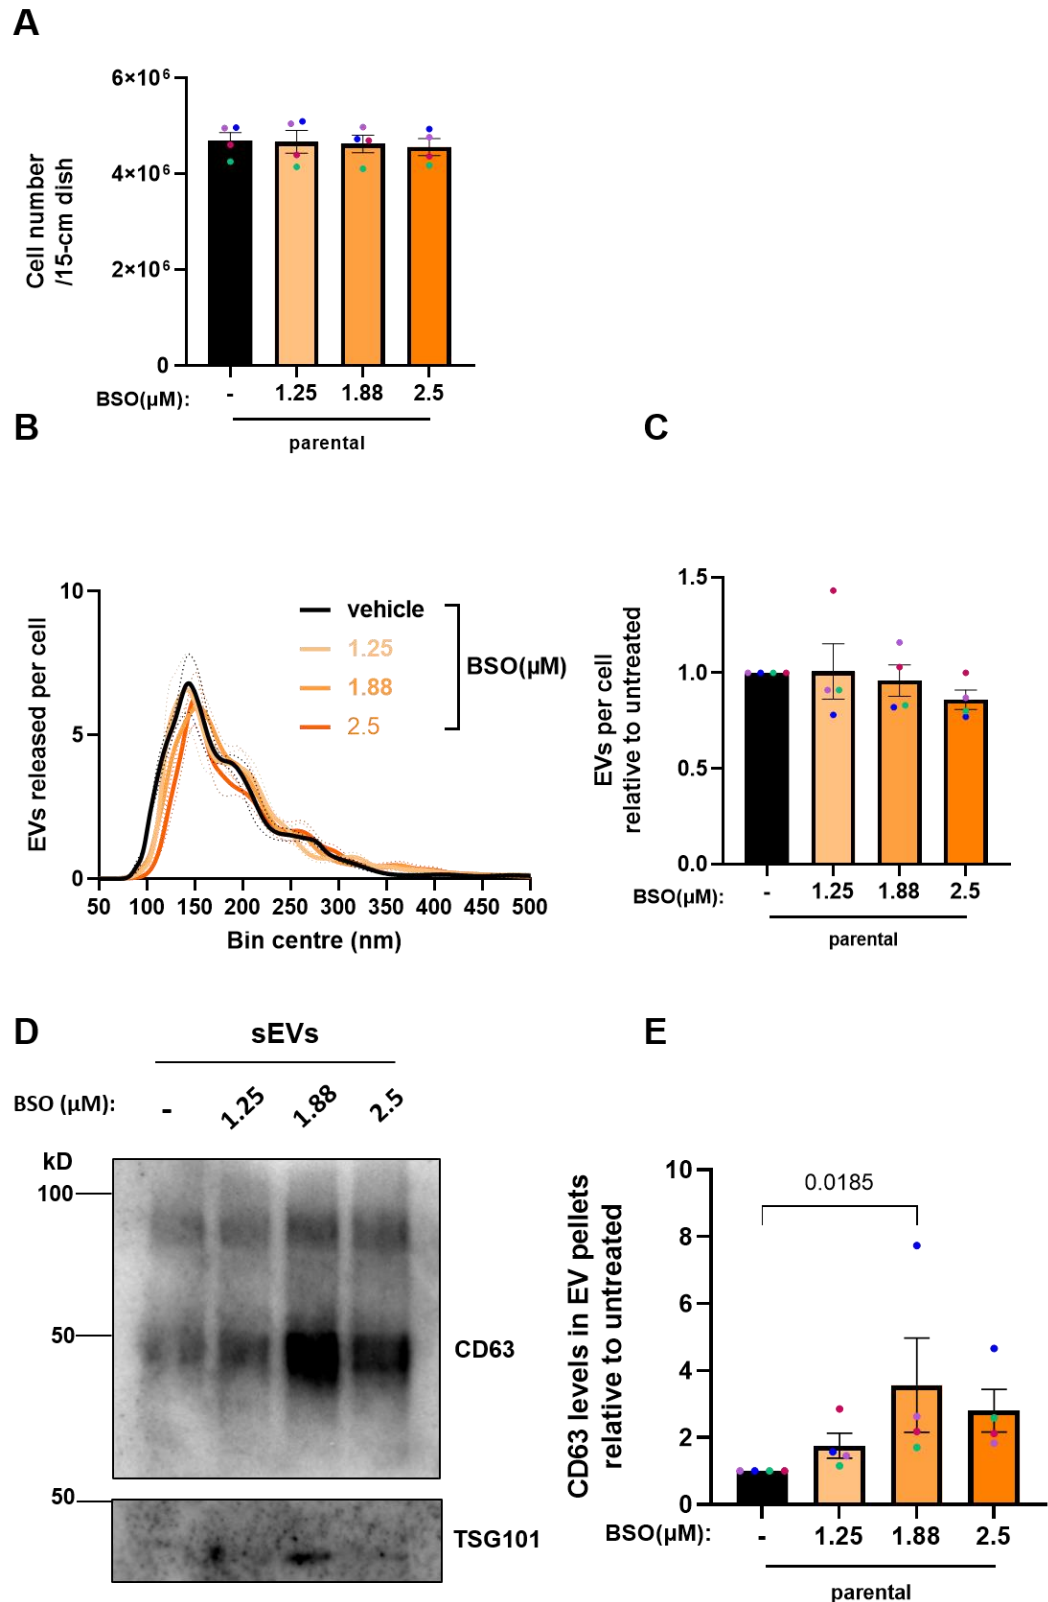 A
6×10⁶
4×10⁶
2×10⁶
0
Cell number
/15-cm dish
BSO(µM):
- 1.25 1.88 2.5
parental
B
10
5
0
EVs released per cell
vehicle
1.25
1.88
2.5
BSO(µM)
50 100 150 200 250 300 350 400 450 500
Bin centre (nm)
C
1.5
1.0
0.5
0.0
EVs per cell
relative to untreated
BSO(µM):
- 1.25 1.88 2.5
parental
D
sEVs
BSO (µM):
- 1.25 1.88 2.5
kD
100
50
CD63
50
TSG101
E
10
8
6
4
2
0
CD63 levels in EV pellets
relative to untreated
0.0185
BSO(µM):
- 1.25 1.88 2.5
parental